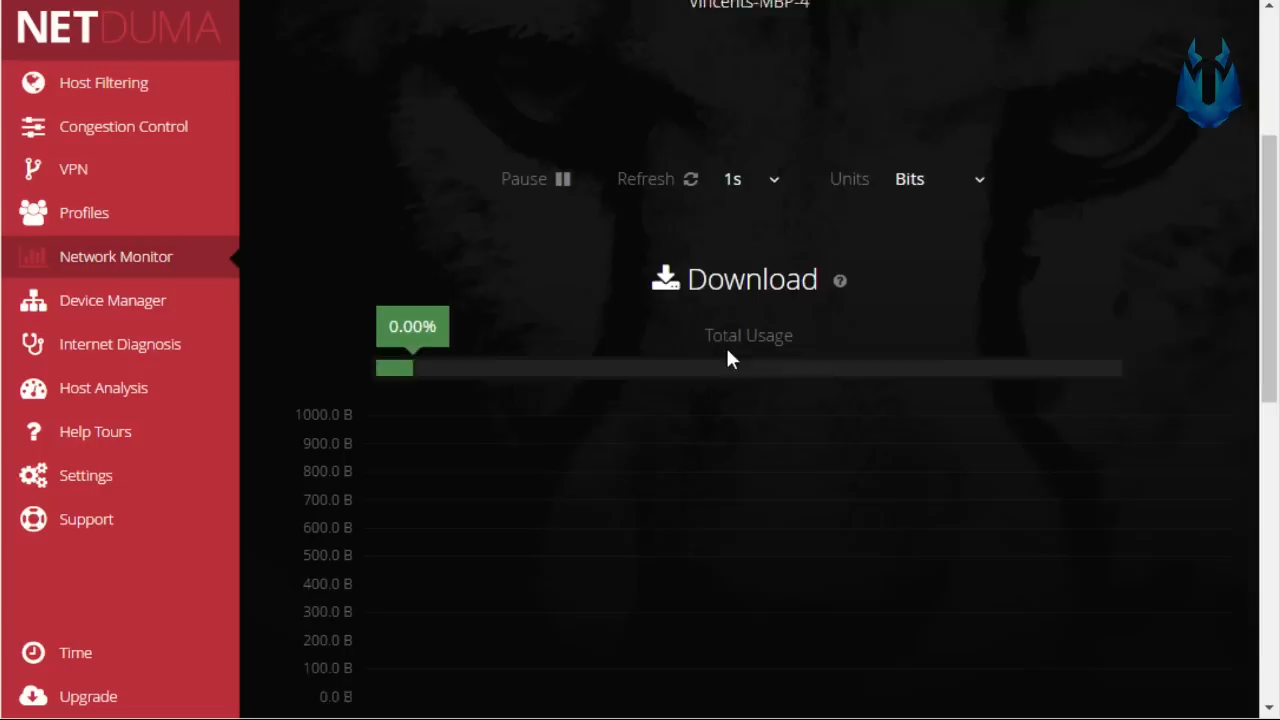 NETDUMA
Host Filtering
Congestion Control
VPN
Profiles
Network Monitor
Device Manager
Internet Diagnosis
Host Analysis
Help Tours
Settings
Support
Time
Upgrade
Vincents-MBP-4
Pause Refresh 1s Units Bits
Download ?
0.00%
Total Usage
1000.0 B
900.0 B
800.0 B
700.0 B
600.0 B
500.0 B
400.0 B
300.0 B
200.0 B
100.0 B
0.0 B